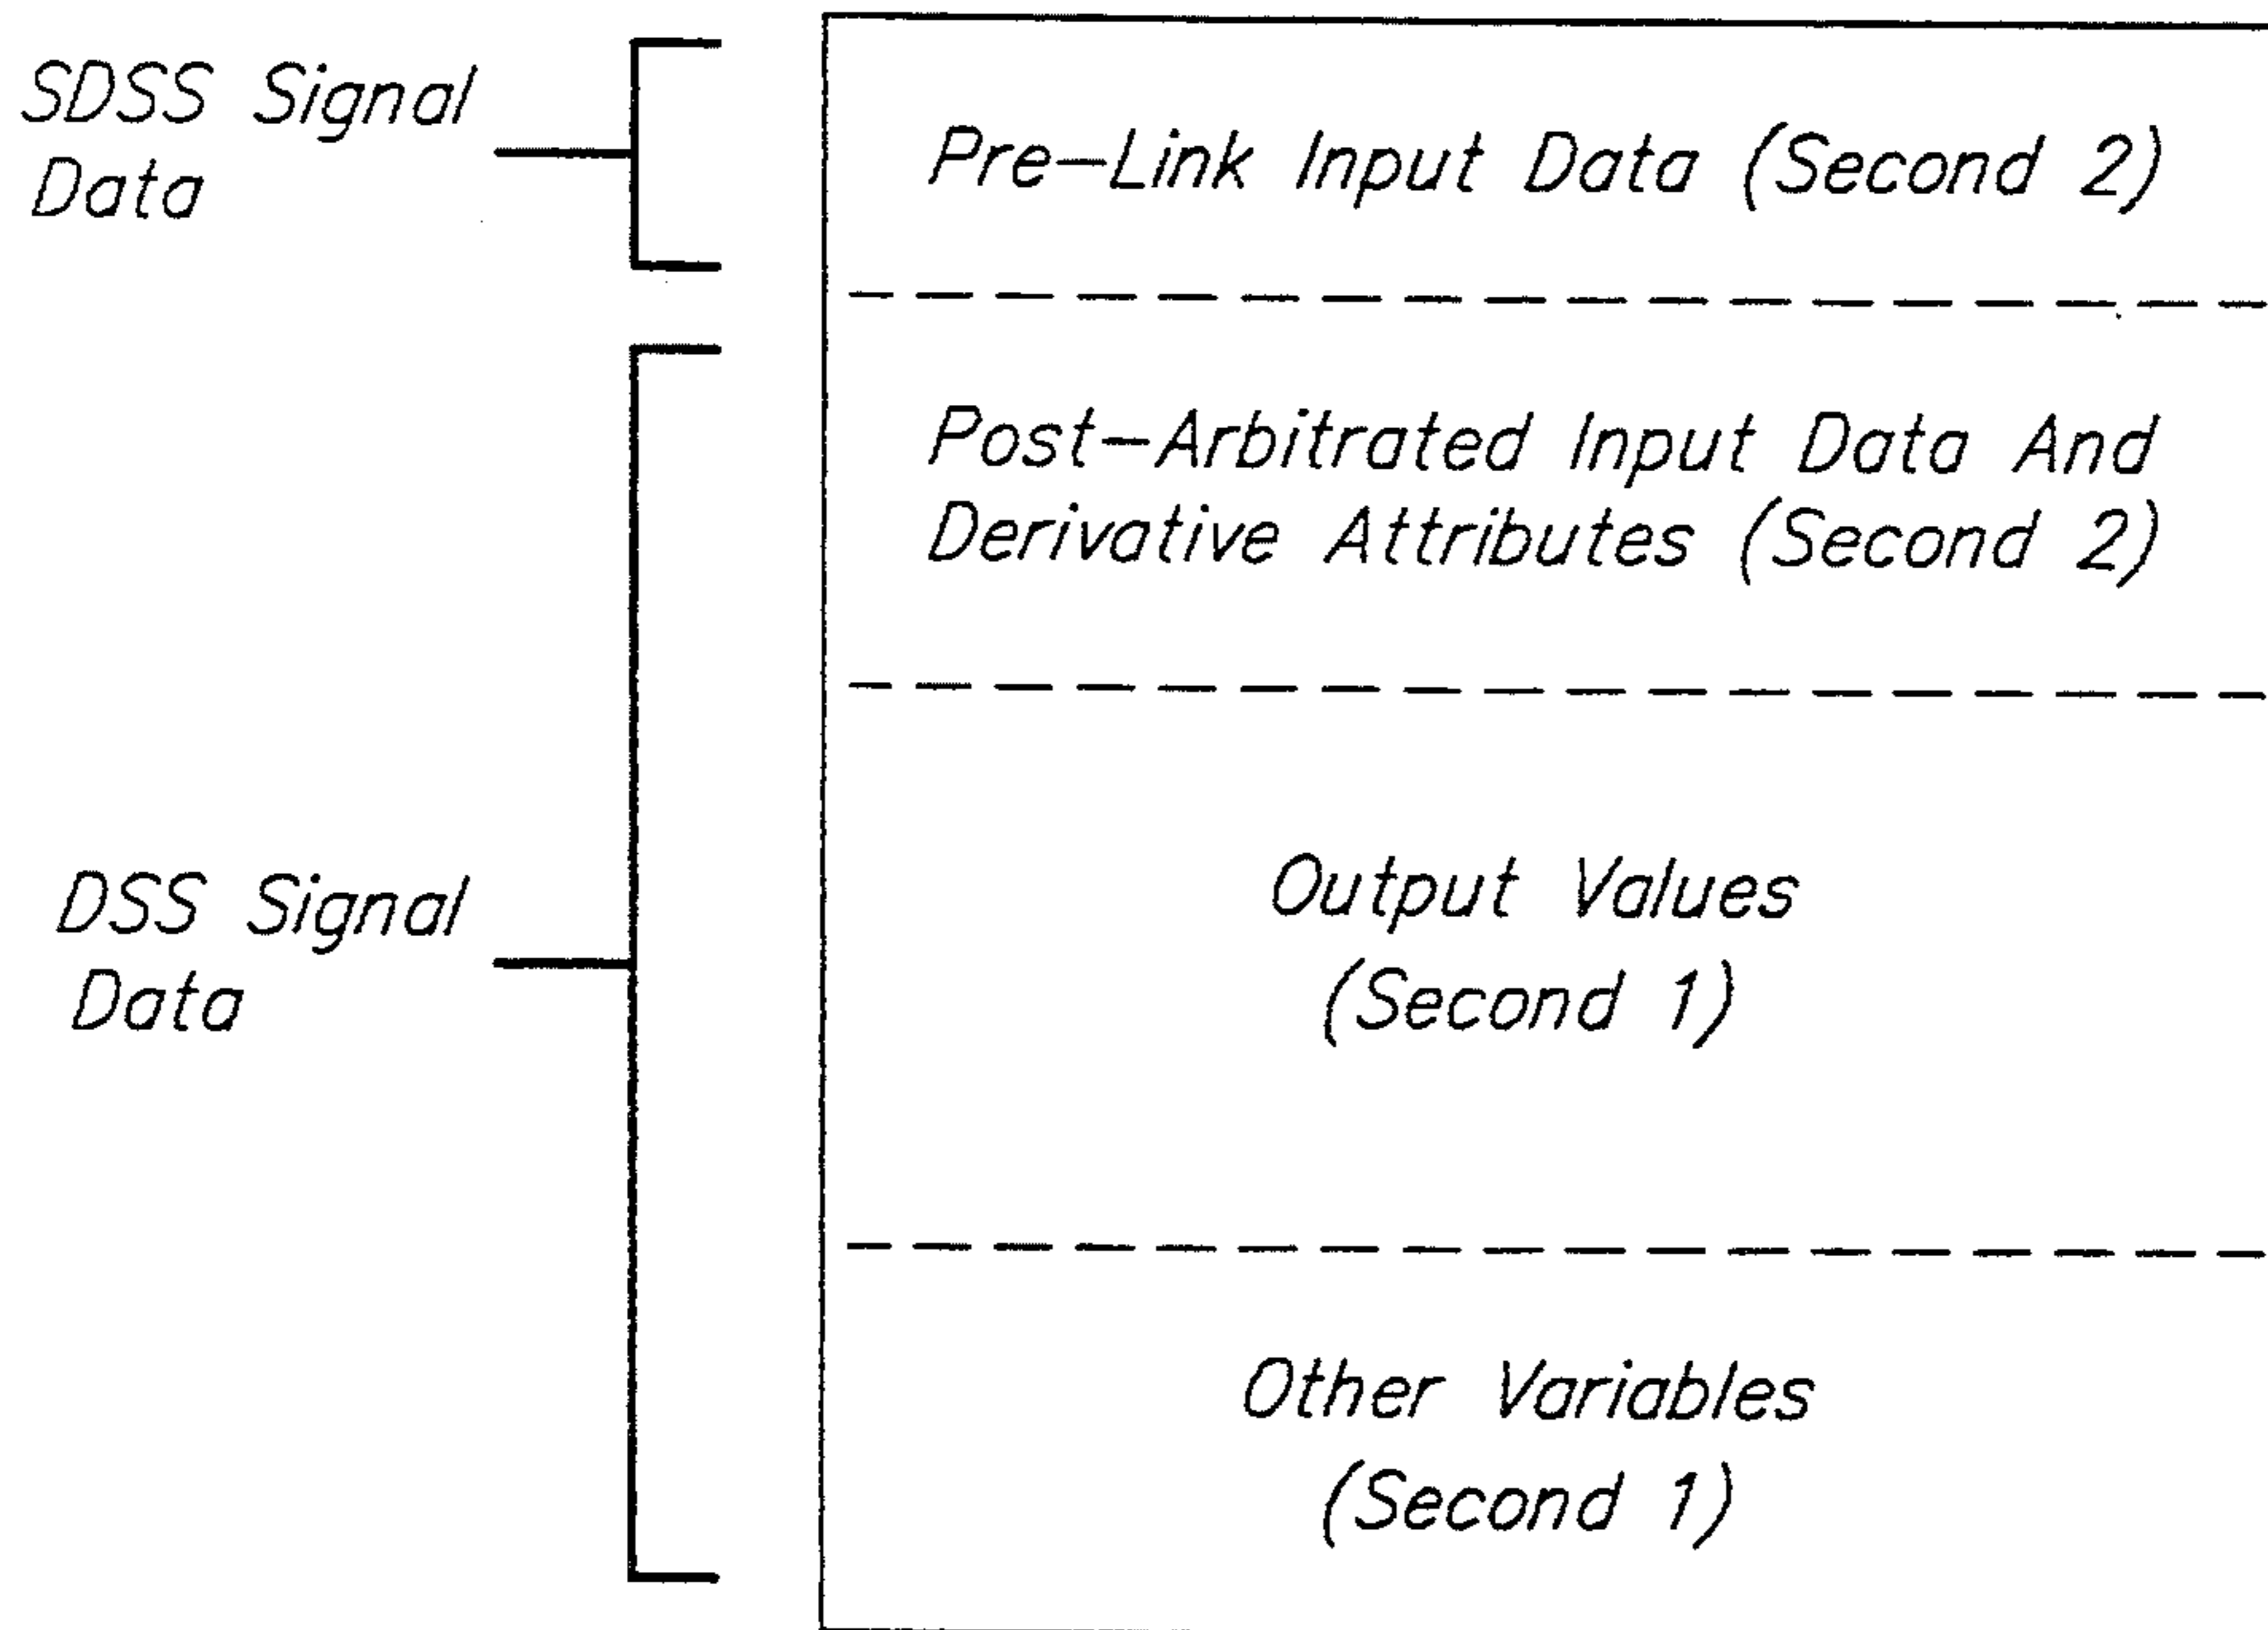 SDSS Signal
Data
Pre-Link Input Data (Second 2)
Post-Arbitrated Input Data And
Derivative Attributes (Second 2)
DSS Signal
Data
Output Values
(Second 1)
Other Variables
(Second 1)